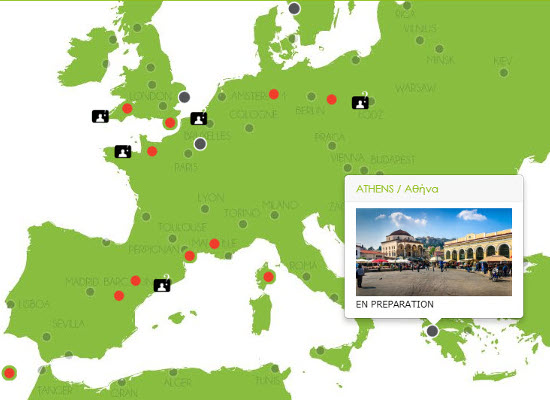 RIGA
VILNIUS
MINSK
KIEV
LONDON
AMSTERDAM
WARSAW
BERLIN
LODZ
COLOGNE
BRUXELLES
PRAGA
PARIS
VIENNA BUDAPEST
ATHENS / Αθήνα
LYON
TORINO
MILANO
TOULOUSE
PERPIGNAN
ROMA
MADRID
LISBOA
EN PREPARATION
SEVILLA
TANGER
ORAN
ALGER
TUNIS